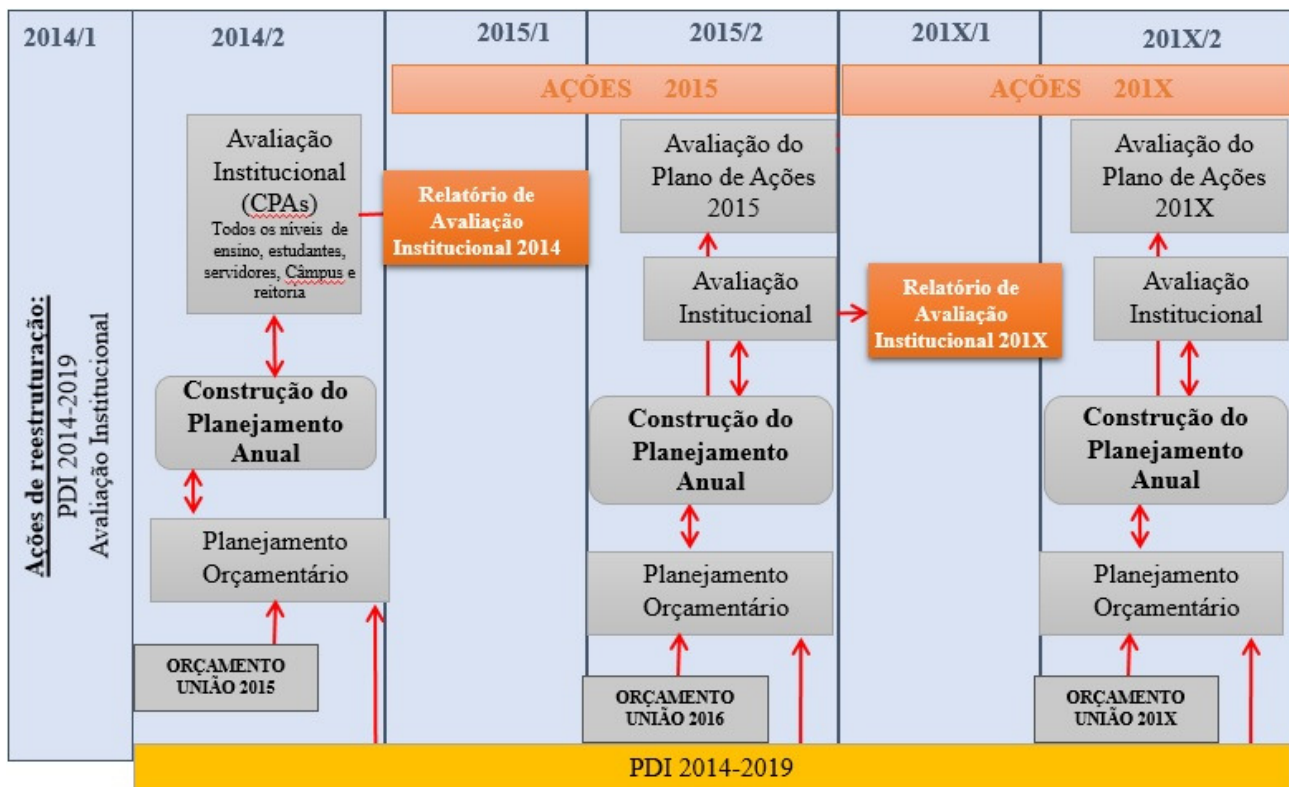 2014/1
2014/2
2015/1
2015/2
201X/1
201X/2
AÇÕES 2015
AÇÕES 201X
Ações de reestruturação:
PDI 2014-2019
Avaliação Institucional
Avaliação
Institucional
(CPAs)
Todos os níveis de
ensino, estudantes,
servidores, Câmpus e
reitoria
Relatório de
Avaliação
Institucional 2014
Avaliação do
Plano de Ações
2015
Avaliação
Institucional
Relatório de
Avaliação
Institucional 201X
Avaliação do
Plano de Ações
201X
Avaliação
Institucional
Construção do
Planejamento
Anual
Construção do
Planejamento
Anual
Construção do
Planejamento
Anual
Planejamento
Orçamentário
Planejamento
Orçamentário
Planejamento
Orçamentário
ORÇAMENTO
UNIÃO 2015
ORÇAMENTO
UNIÃO 2016
ORÇAMENTO
UNIÃO 201X
PDI 2014-2019